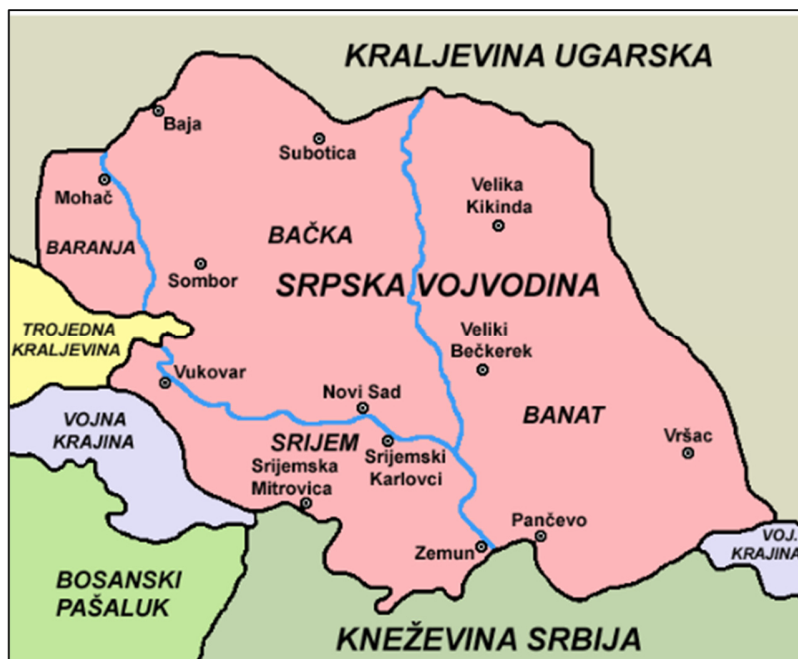 KRALJEVINA UGARSKA
Baja
Subotica
Mohač
Velika
Kikinda
BARANJA
BAČKA
Sombor
SRPSKA VOJVODINA
TROJEDNA
KRALJEVINA
Veliki
Bečkerek
Vukovar
Novi Sad
VOJNA
KRAJINA
BANAT
SRIJEM
Vršac
Srijemska
Mitrovica
Srijemski
Karlovci
Pančevo
Zemun
VOJ.
KRAJINA
BOSANSKI
PAŠALUK
KNEŽEVINA SRBIJA